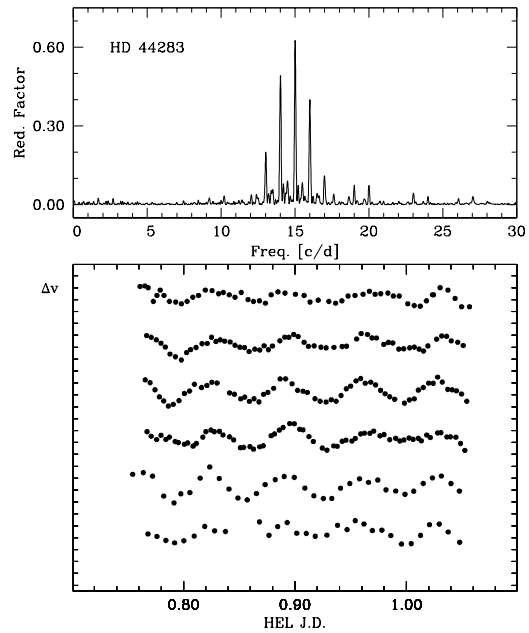 0.60
HD 44283
Red. Factor
0.30
0.00
0 5 10 15 20 25 30
Freq. [c/d]
Δv
0.80 0.90 1.00
HEL J.D.